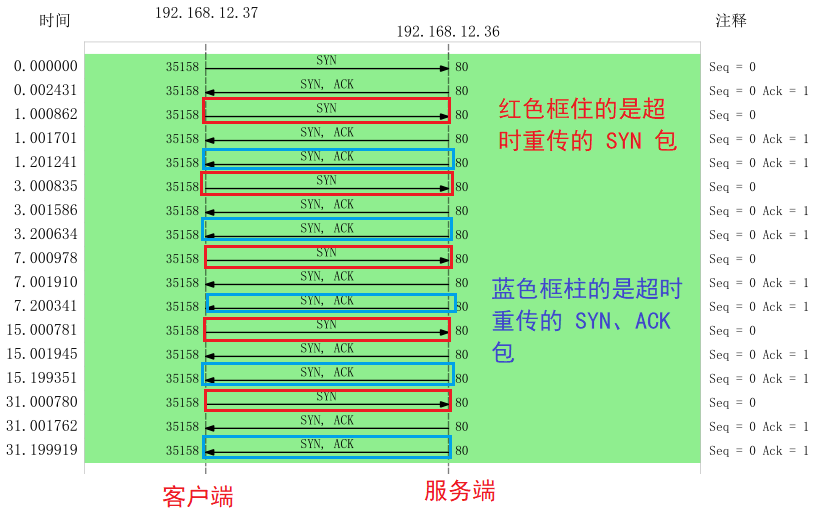 时间 192.168.12.37 192.168.12.36 注释
0.000000 35158 SYN 80 Seq = 0
0.002431 35158 SYN, ACK 80 Seq = 0 Ack = 1
1.000862 35158 SYN 80 Seq = 0
1.001701 35158 SYN, ACK 80 Seq = 0 Ack = 1
1.201241 35158 SYN, ACK 80 Seq = 0 Ack = 1
3.000835 35158 SYN 80 Seq = 0
3.001586 35158 SYN, ACK 80 Seq = 0 Ack = 1
3.200634 35158 SYN, ACK 80 Seq = 0 Ack = 1
7.000978 35158 SYN 80 Seq = 0
7.001910 35158 SYN, ACK 80 Seq = 0 Ack = 1
7.200341 35158 SYN, ACK 80 Seq = 0 Ack = 1
15.000781 35158 SYN 80 Seq = 0
15.001945 35158 SYN, ACK 80 Seq = 0 Ack = 1
15.199351 35158 SYN, ACK 80 Seq = 0 Ack = 1
31.000780 35158 SYN 80 Seq = 0
31.001762 35158 SYN, ACK 80 Seq = 0 Ack = 1
31.199919 35158 SYN, ACK 80 Seq = 0 Ack = 1
红色框住的是超
时重传的 SYN 包
蓝色框柱的是超时
重传的 SYN、ACK
包
客户端
服务端